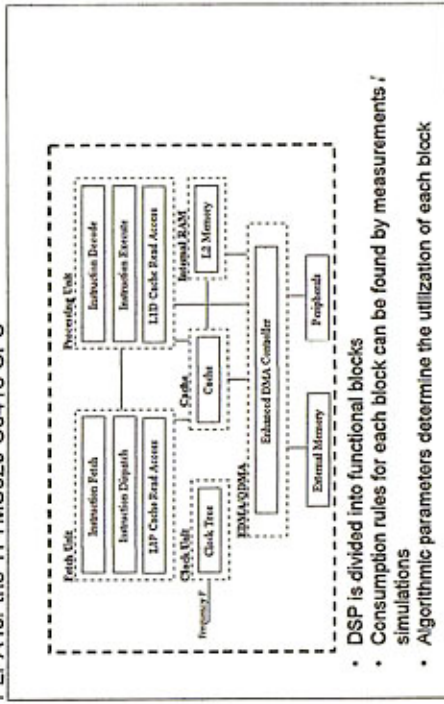 Fetch Unit
Instruction Fetch
Instruction Dispatch
L1P Cache Read Access
Processing Unit
Instruction Decode
Instruction Execute
L1D Cache Read Access
Clock Unit
Frequency F
Clock Tree
Cache
Cache
Internal RAM
L2 Memory
EDMA/QDMA
Enhanced DMA Controller
External Memory
Peripherals
• DSP is divided into functional blocks
• Consumption rules for each block can be found by measurements /
simulations
• Algorithmic parameters determine the utilization of each block